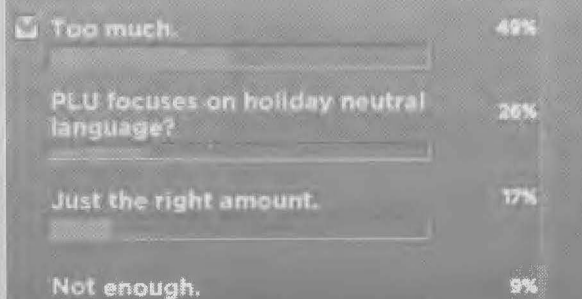 Too much.
49%
PLU focuses on holiday neutral
language?
26%
Just the right amount.
17%
Not enough.
9%